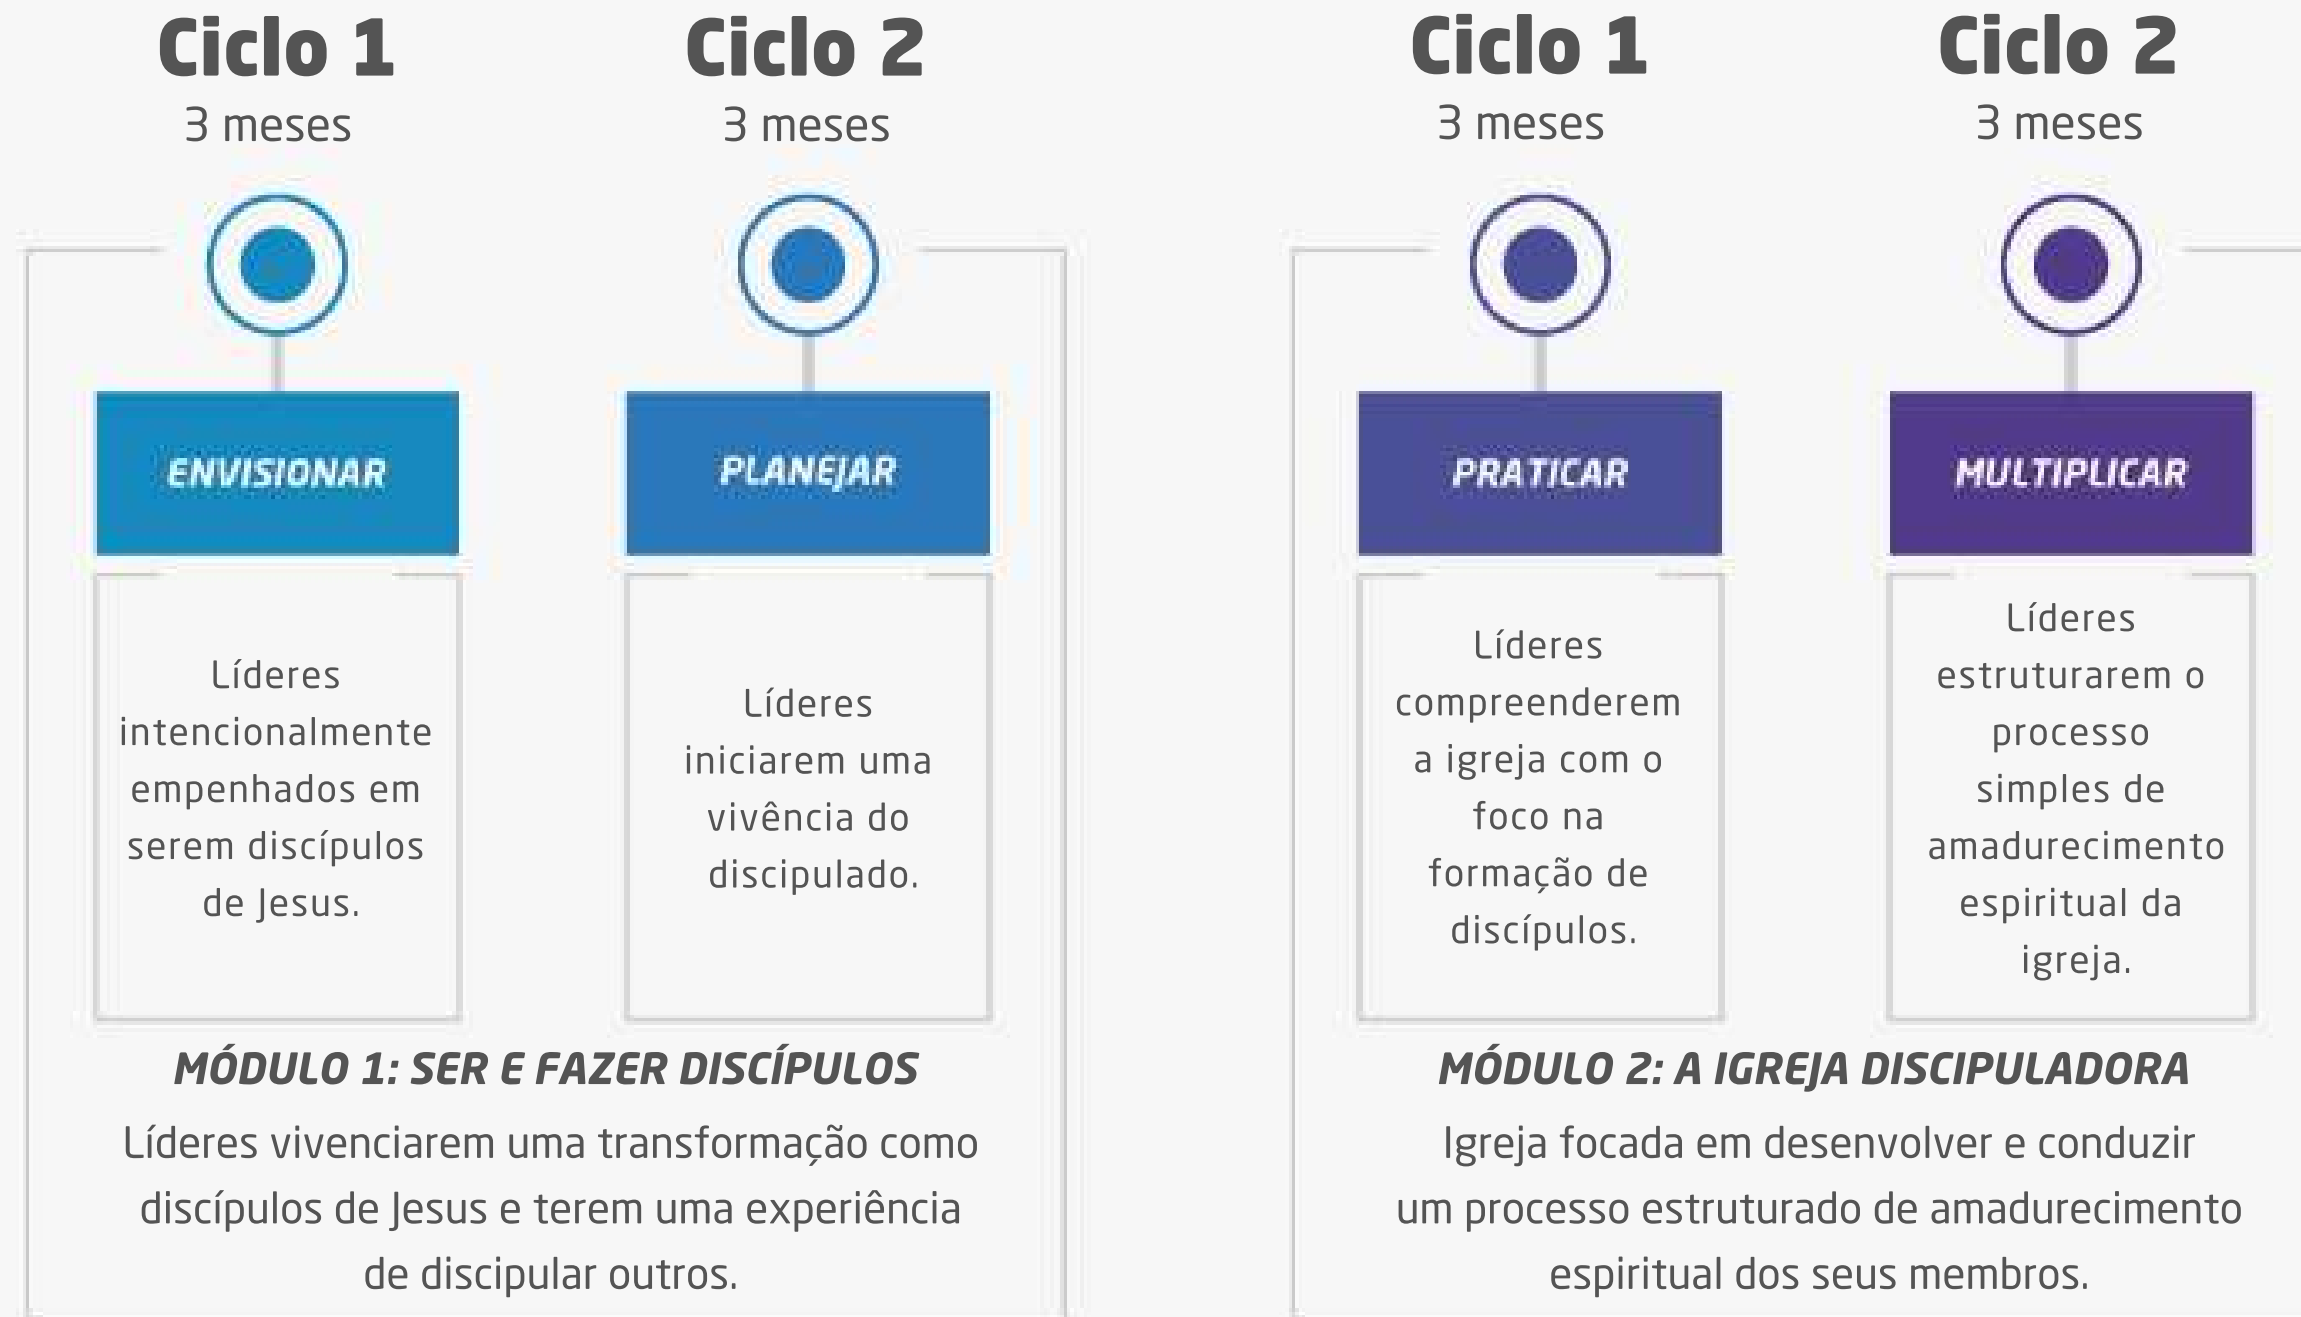 Ciclo 1
3 meses
ENVISIONAR
Líderes
intencionalmente
empenhados em
serem discípulos
de Jesus.
Ciclo 2
3 meses
PLANEJAR
Líderes
iniciarem uma
vivência do
discipulado.
MÓDULO 1: SER E FAZER DISCÍPULOS
Líderes vivenciarem uma transformação como
discípulos de Jesus e terem uma experiência
de discipular outros.
Ciclo 1
3 meses
PRATICAR
Líderes
compreenderem
a igreja com o
foco na
formação de
discípulos.
Ciclo 2
3 meses
MULTIPLICAR
Líderes
estruturarem o
processo
simples de
amadurecimento
espiritual da
igreja.
MÓDULO 2: A IGREJA DISCIPULADORA
Igreja focada em desenvolver e conduzir
um processo estruturado de amadurecimento
espiritual dos seus membros.